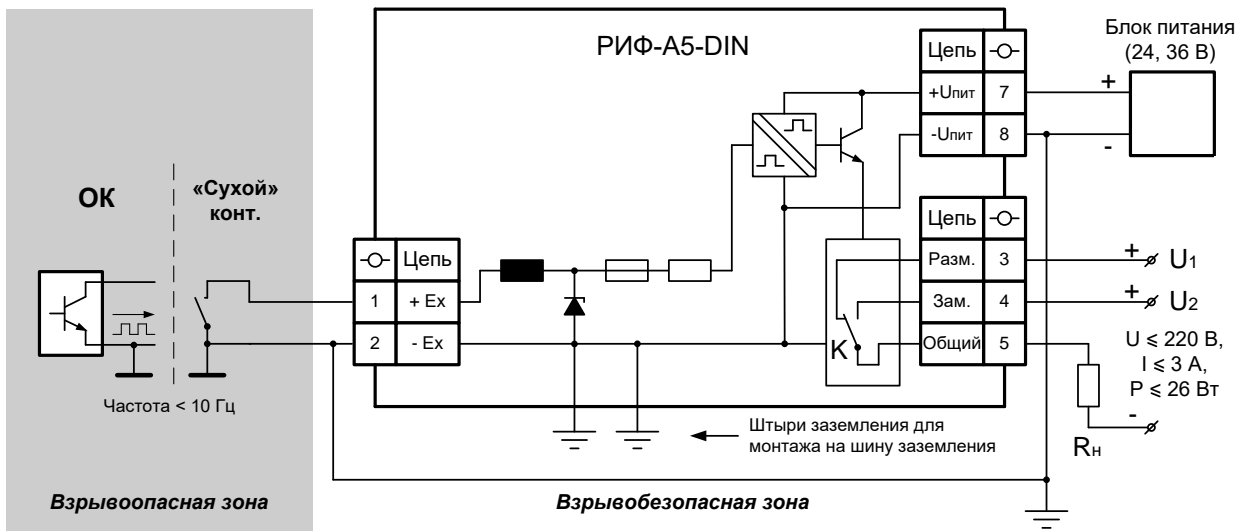 РИФ-А5-DIN
Блок питания
(24, 36 В)
Цепь
+Uпит
7
-Uпит
8
+
-
ОК
«Сухой»
конт.
Цепь
1
+ Ex
2
- Ex
Частота < 10 Гц
Цепь
Разм.
3
Зам.
4
Общий
5
K
+
U1
+
U2
U ⩽ 220 В,
I ⩽ 3 А,
P ⩽ 26 Вт
-
Rн
Штыри заземления для
монтажа на шину заземления
Взрывоопасная зона
Взрывобезопасная зона